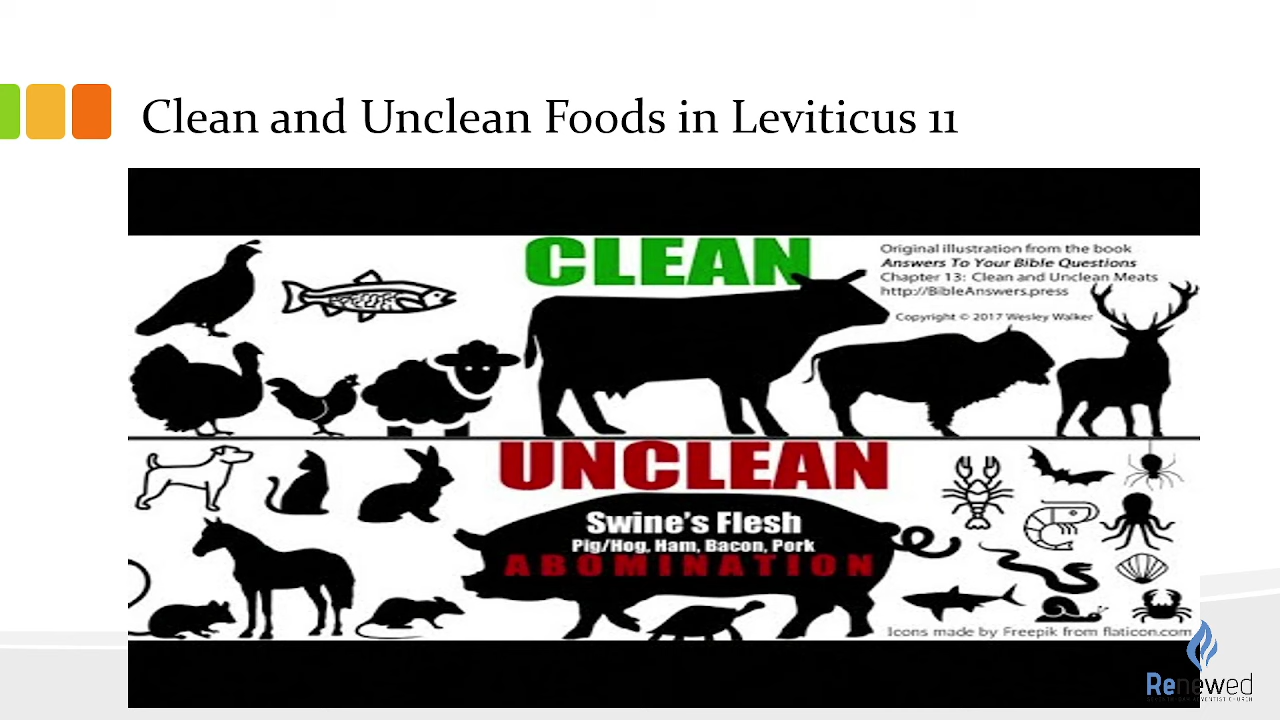 Clean and Unclean Foods in Leviticus 11
CLEAN
Original illustration from the book
Answers To Your Bible Questions
Chapter 13: Clean and Unclean Meats
http://BibleAnswers.press
Copyright © 2017 Wesley Walker
UNCLEAN
Swine's Flesh
Pig/Hog, Ham, Bacon, Pork
ABOMINATION
Icons made by Freepik from flaticon.com
Renewed